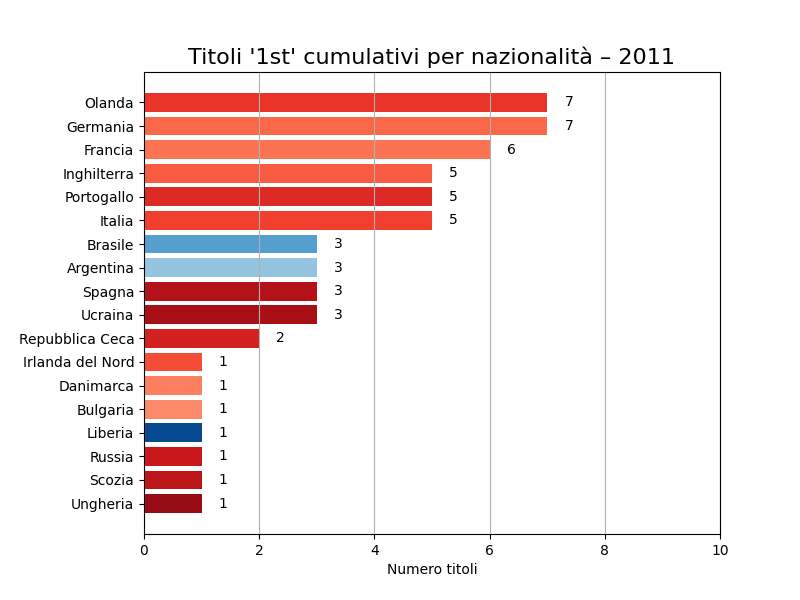 Titoli '1st' cumulativi per nazionalità – 2011
Olanda 7
Germania 7
Francia 6
Inghilterra 5
Portogallo 5
Italia 5
Brasile 3
Argentina 3
Spagna 3
Ucraina 3
Repubblica Ceca 2
Irlanda del Nord 1
Danimarca 1
Bulgaria 1
Liberia 1
Russia 1
Scozia 1
Ungheria 1
0 2 4 6 8 10
Numero titoli